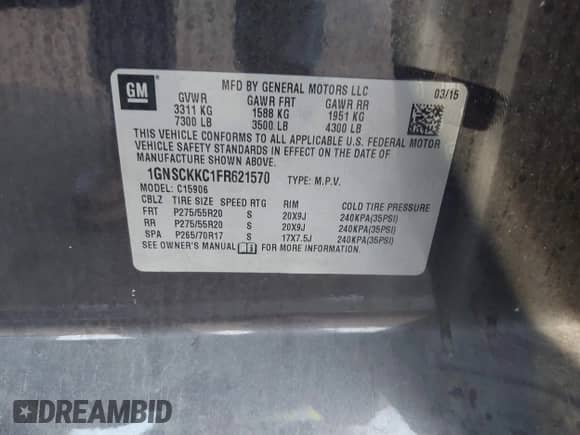 GM
MFD BY GENERAL MOTORS LLC
03/15
GVWR GAWR FRT GAWR RR
3311 KG 1588 KG 1951 KG
7300 LB 3500 LB 4300 LB
THIS VEHICLE CONFORMS TO ALL APPLICABLE U.S. FEDERAL MOTOR
VEHICLE SAFETY STANDARDS IN EFFECT ON THE DATE OF
MANUFACTURE SHOWN ABOVE.
1GNSCKKC1FR621570 TYPE: M.P.V.
MODEL: C15906
CBLZ TIRE SIZE SPEED RTG RIM COLD TIRE PRESSURE
FRT P275/55R20 S 20X9J 240KPA(35PSI)
RR P275/55R20 S 20X9J 240KPA(35PSI)
SPA P265/70R17 S 17X7.5J 240KPA(35PSI)
SEE OWNER'S MANUAL FOR MORE INFORMATION.
DREAMBID